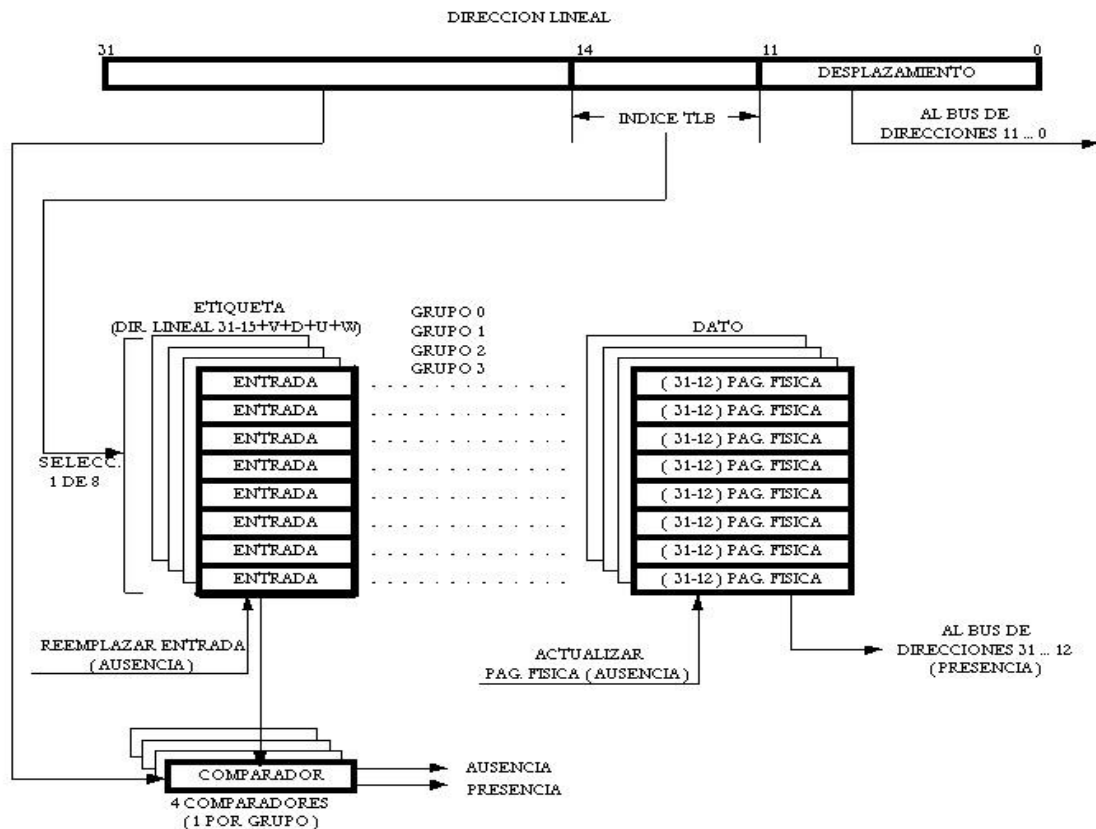 DIRECCION LINEAL
31
14
11
0
DESPLAZAMIENTO
INDICE TLB
AL BUS DE
DIRECCIONES 11 ... 0
ETIQUETA
(DIR. LINEAL 31-15+V+D+U+W)
GRUPO 0
GRUPO 1
GRUPO 2
GRUPO 3
DATO
ENTRADA
ENTRADA
ENTRADA
ENTRADA
ENTRADA
ENTRADA
ENTRADA
ENTRADA
( 31-12 ) PAG. FISICA
( 31-12 ) PAG. FISICA
( 31-12 ) PAG. FISICA
( 31-12 ) PAG. FISICA
( 31-12 ) PAG. FISICA
( 31-12 ) PAG. FISICA
( 31-12 ) PAG. FISICA
( 31-12 ) PAG. FISICA
SELECC.
1 DE 8
REEMPLAZAR ENTRADA
(AUSENCIA)
ACTUALIZAR
PAG. FISICA ( AUSENCIA )
AL BUS DE
DIRECCIONES 31 ... 12
(PRESENCIA)
COMPARADOR
AUSENCIA
PRESENCIA
4 COMPARADORES
( 1 POR GRUPO )